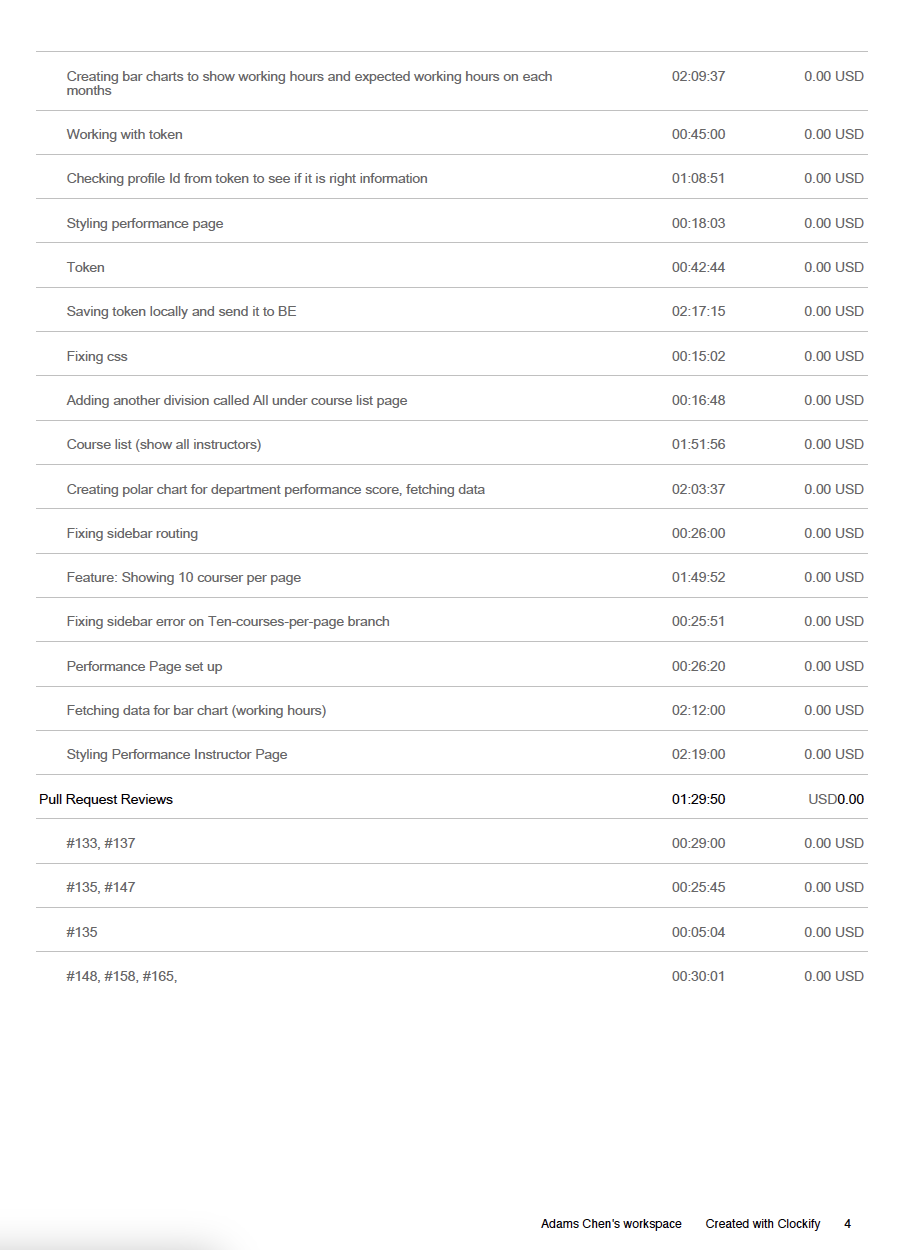 Creating bar charts to show working hours and expected working hours on each 02:09:37 0.00 USD
months
Working with token 00:45:00 0.00 USD
Checking profile Id from token to see if it is right information 01:08:51 0.00 USD
Styling performance page 00:18:03 0.00 USD
Token 00:42:44 0.00 USD
Saving token locally and send it to BE 02:17:15 0.00 USD
Fixing css 00:15:02 0.00 USD
Adding another division called All under course list page 00:16:48 0.00 USD
Course list (show all instructors) 01:51:56 0.00 USD
Creating polar chart for department performance score, fetching data 02:03:37 0.00 USD
Fixing sidebar routing 00:26:00 0.00 USD
Feature: Showing 10 courser per page 01:49:52 0.00 USD
Fixing sidebar error on Ten-courses-per-page branch 00:25:51 0.00 USD
Performance Page set up 00:26:20 0.00 USD
Fetching data for bar chart (working hours) 02:12:00 0.00 USD
Styling Performance Instructor Page 02:19:00 0.00 USD
Pull Request Reviews 01:29:50 USD0.00
#133, #137 00:29:00 0.00 USD
#135, #147 00:25:45 0.00 USD
#135 00:05:04 0.00 USD
#148, #158, #165, 00:30:01 0.00 USD
Adams Chen's workspace Created with Clockify 4